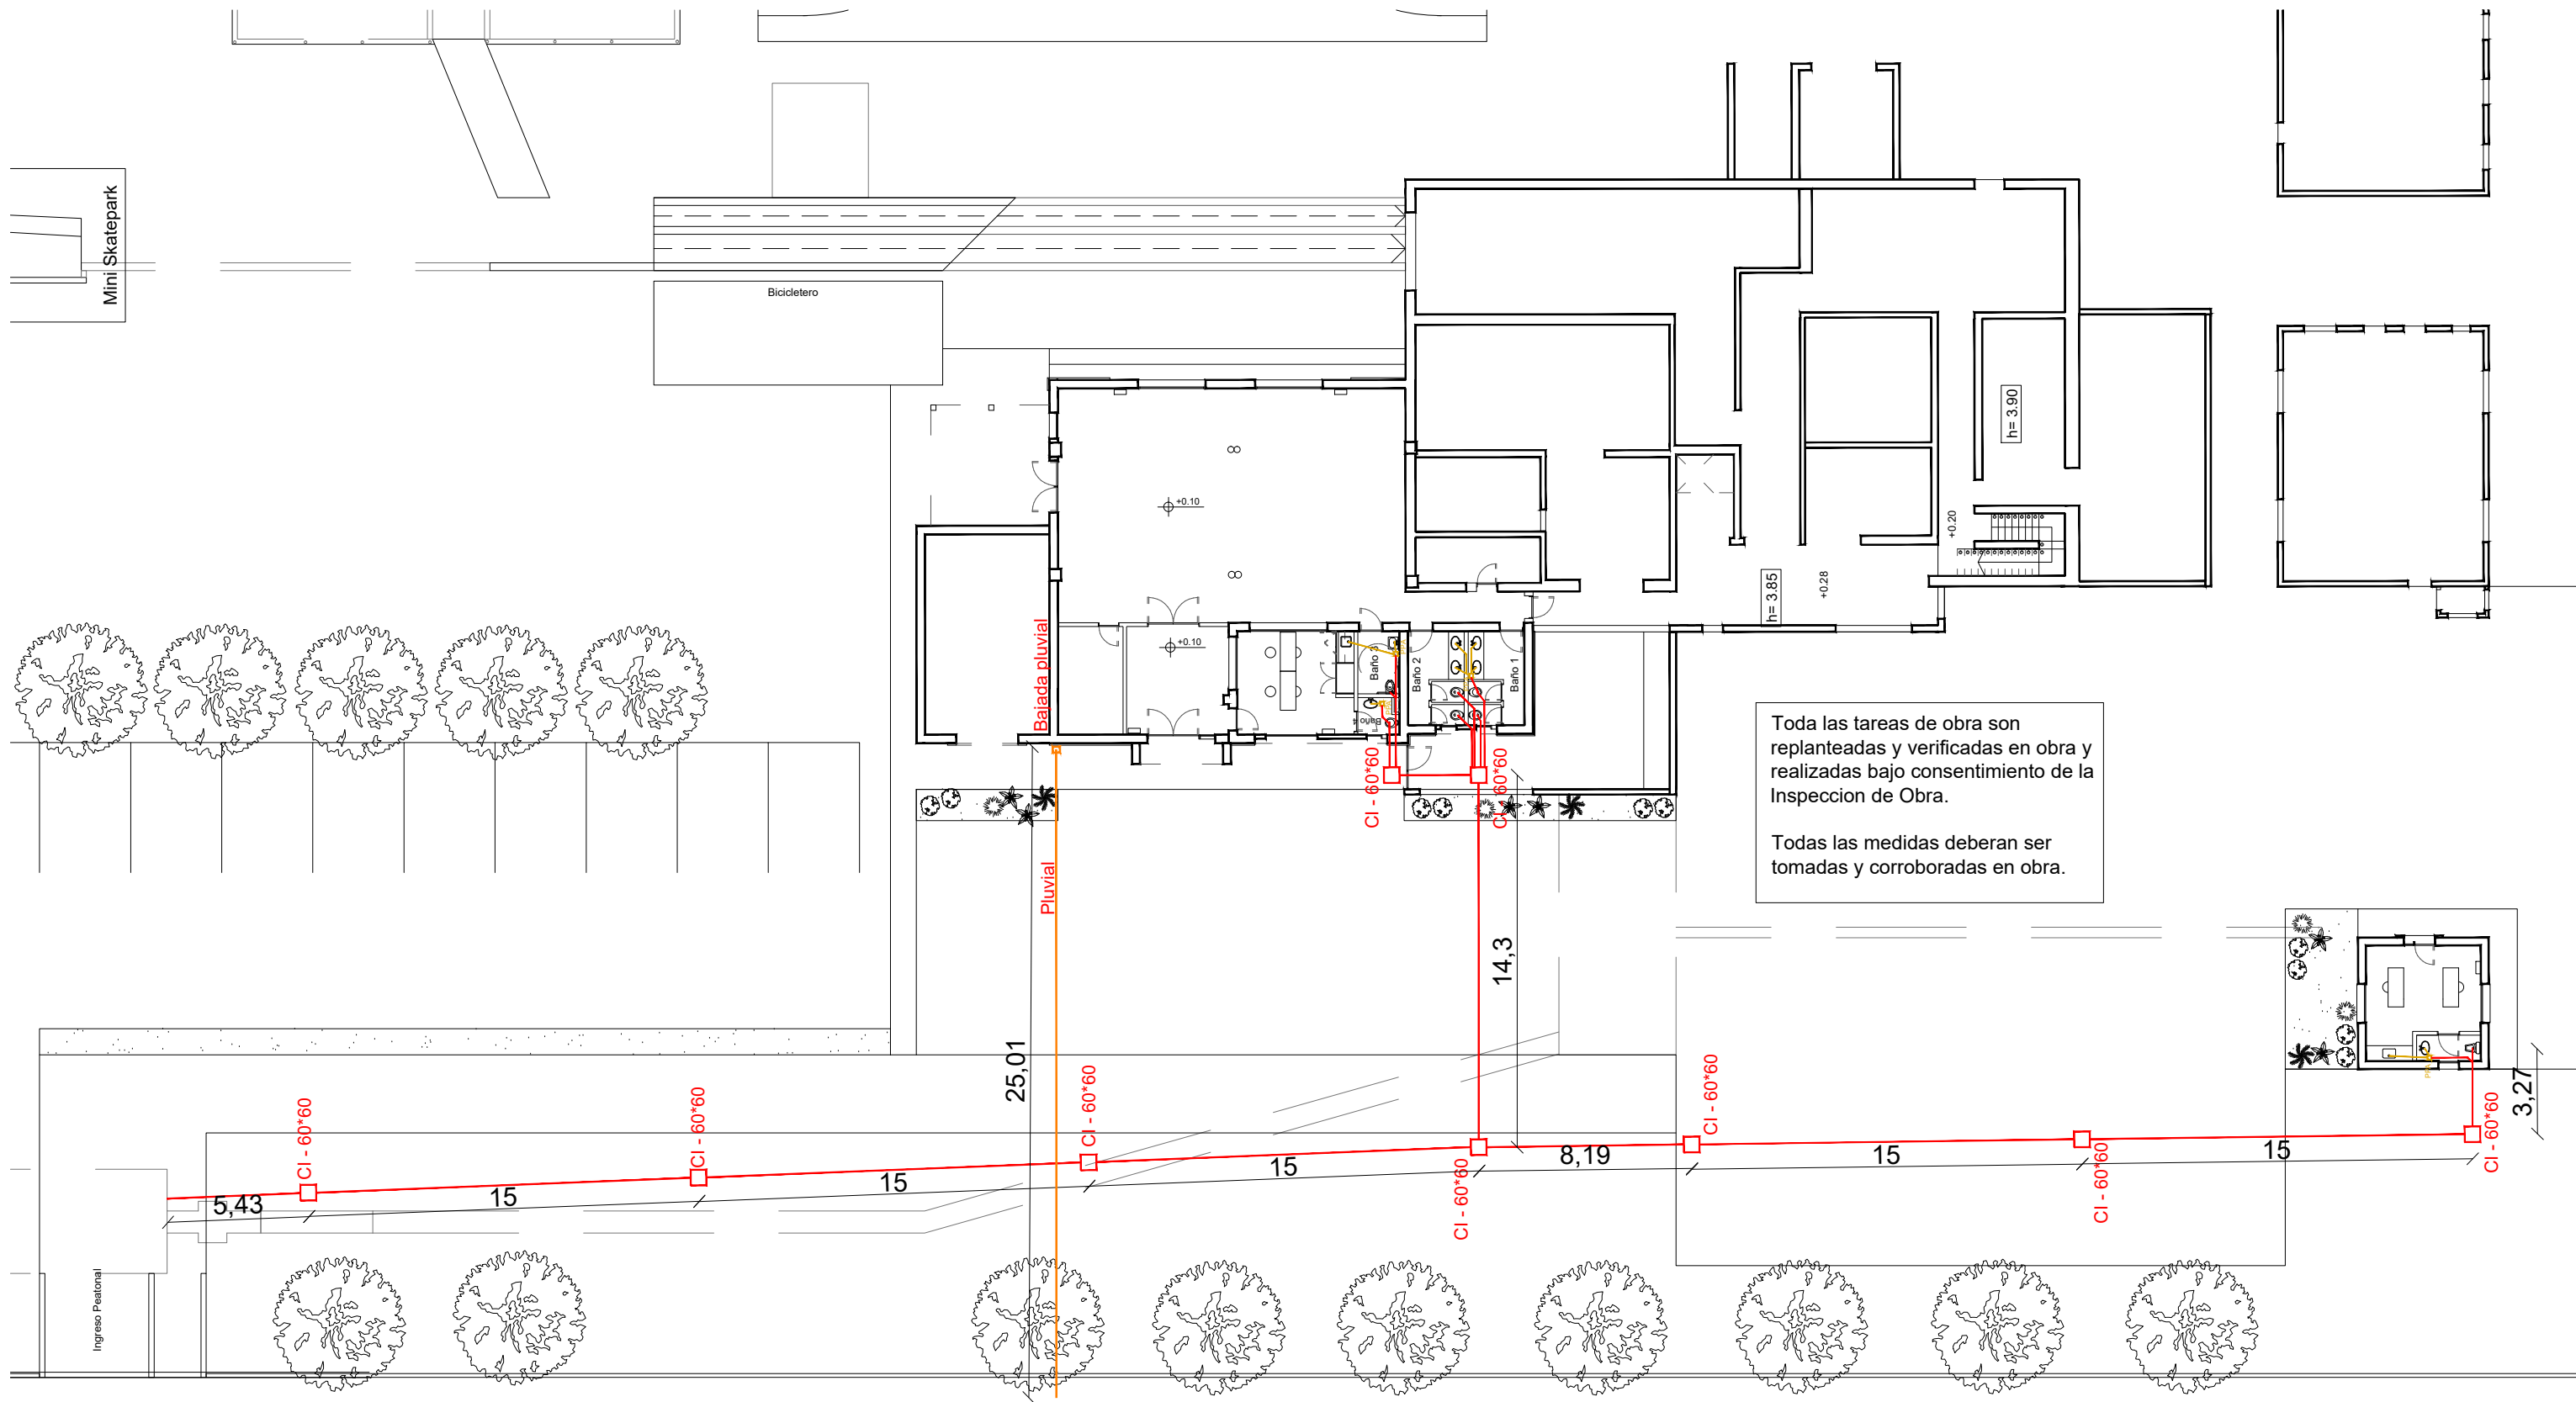 Mini Skatepark
Bicicletero
h= 3.90
+0.10
+0.20
h= 3.85
+0.28
+0.10
Bajada pluvial
Baño 3
Baño 2
Baño 1
Baño 4
Toda las tareas de obra son
replanteadas y verificadas en obra y
realizadas bajo consentimiento de la
Inspeccion de Obra.
Todas las medidas deberan ser
tomadas y corroboradas en obra.
CI - 60*60
CI - 60*60
Pluvial
14,3
25,01
3,27
CI - 60*60
CI - 60*60
CI - 60*60
CI - 60*60
CI - 60*60
CI - 60*60
CI - 60*60
5,43
15
15
15
8,19
15
15
Ingreso Peatonal